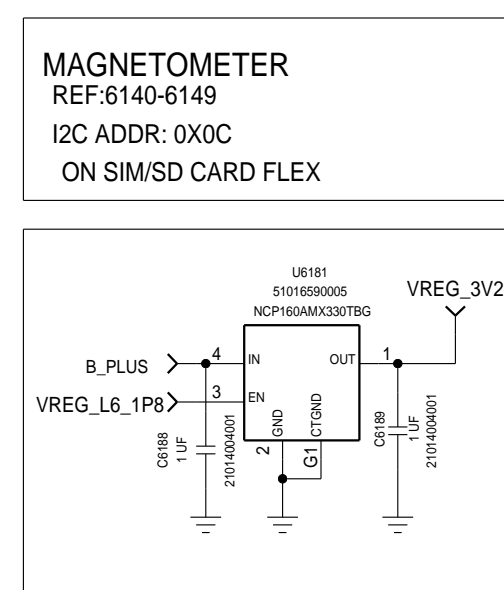 MAGNETOMETER
REF:6140-6149
I2C ADDR: 0X0C
ON SIM/SD CARD FLEX
U6181
51016590005
NCP160AMX330TBG
VREG_3V2
B_PLUS
4
IN
OUT
1
VREG_L6_1P8
3
EN
GND
CTGND
2
G1
C6188
1 UF
21014004001
C6189
1 UF
21014004001